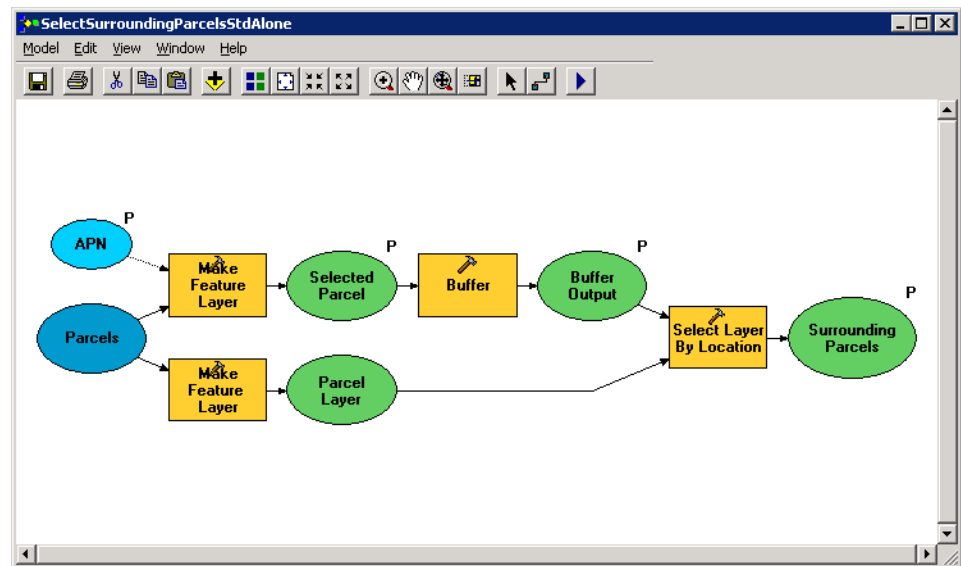 SelectSurroundingParcelsStdAlone
Model Edit View Window Help
P
APN
Make
Feature
Layer
P
Selected
Parcel
Buffer
P
Buffer
Output
Parcels
Select Layer
By Location
P
Surrounding
Parcels
Make
Feature
Layer
Parcel
Layer